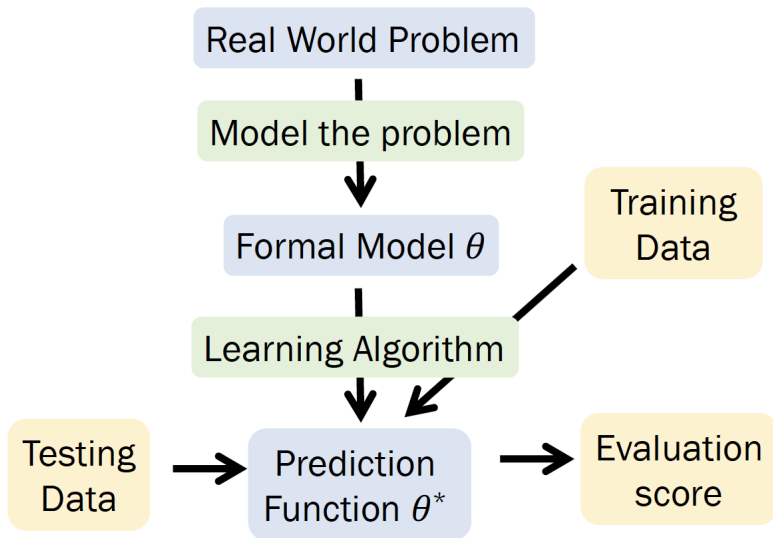 Real World Problem
Model the problem
Training
Data
Formal Model θ
Learning Algorithm
Testing
Data
Prediction
Function θ*
Evaluation
score